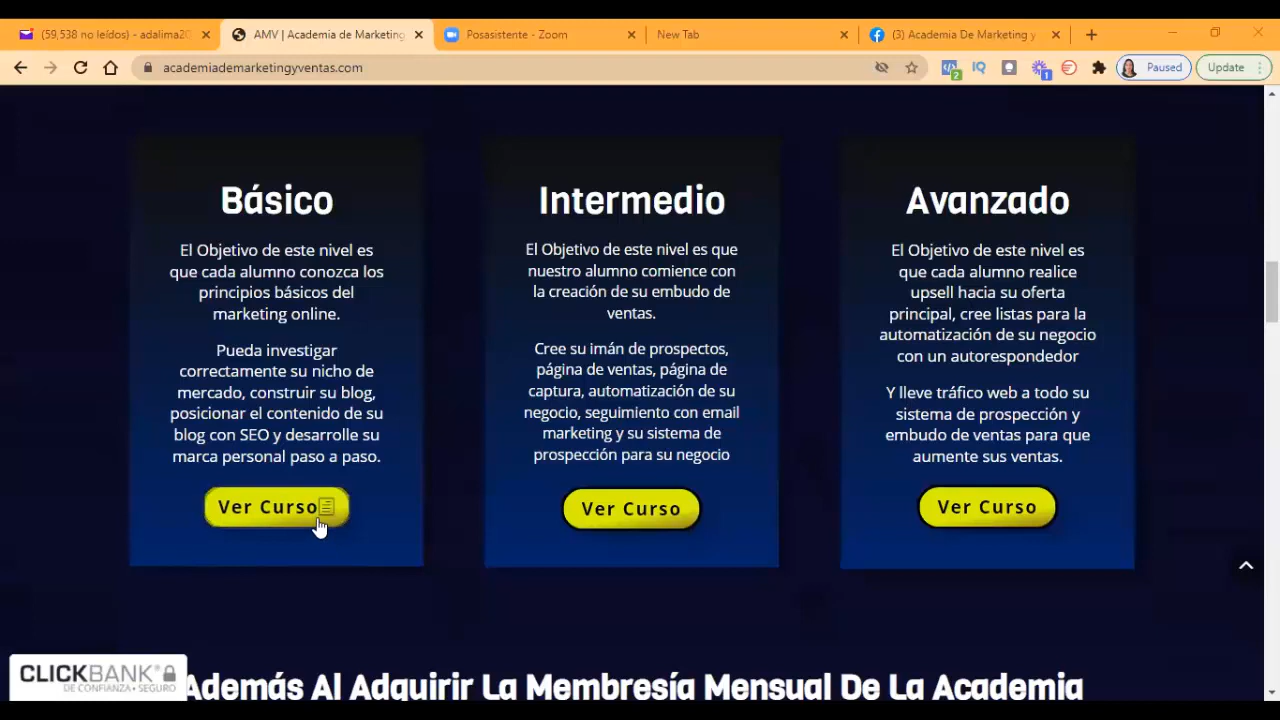 (59,538 no leídos) - adalima20
AMV | Academia de Marketing
Posasistente - Zoom
New Tab
(3) Academia De Marketing y
academiademarketingyventas.com
2
1
Paused
Update
Básico
El Objetivo de este nivel es
que cada alumno conozca los
principios básicos del
marketing online.
Pueda investigar
correctamente su nicho de
mercado, construir su blog,
posicionar el contenido de su
blog con SEO y desarrolle su
marca personal paso a paso.
Ver Curso
Intermedio
El Objetivo de este nivel es que
nuestro alumno comience con
la creación de su embudo de
ventas.
Cree su imán de prospectos,
página de ventas, página de
captura, automatización de su
negocio, seguimiento con email
marketing y su sistema de
prospección para su negocio
Ver Curso
Avanzado
El Objetivo de este nivel es
que cada alumno realice
upsell hacia su oferta
principal, cree listas para la
automatización de su negocio
con un autorespondedor
Y lleve tráfico web a todo su
sistema de prospección y
embudo de ventas para que
aumente sus ventas.
Ver Curso
CLICKBANK®
DE CONFIANZA • SEGURO
Además Al Adquirir La Membresía Mensual De La Academia